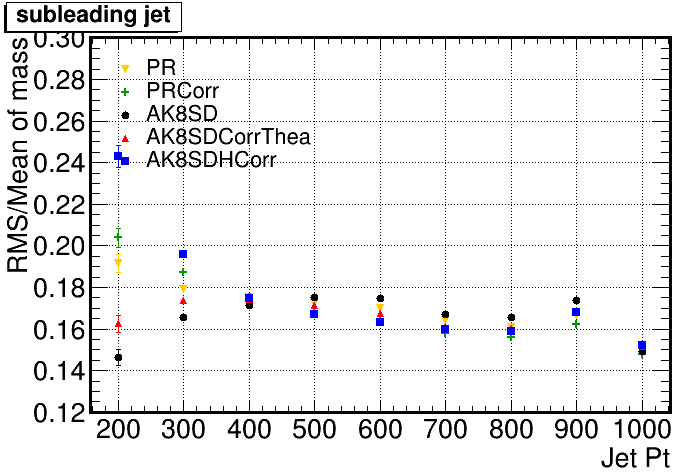 subleading jet
RMS/Mean of mass
0.30
0.28
0.26
0.24
0.22
0.20
0.18
0.16
0.14
0.12
PR
PRCorr
AK8SD
AK8SDCorrThea
AK8SDHCorr
200 300 400 500 600 700 800 900 1000
Jet Pt